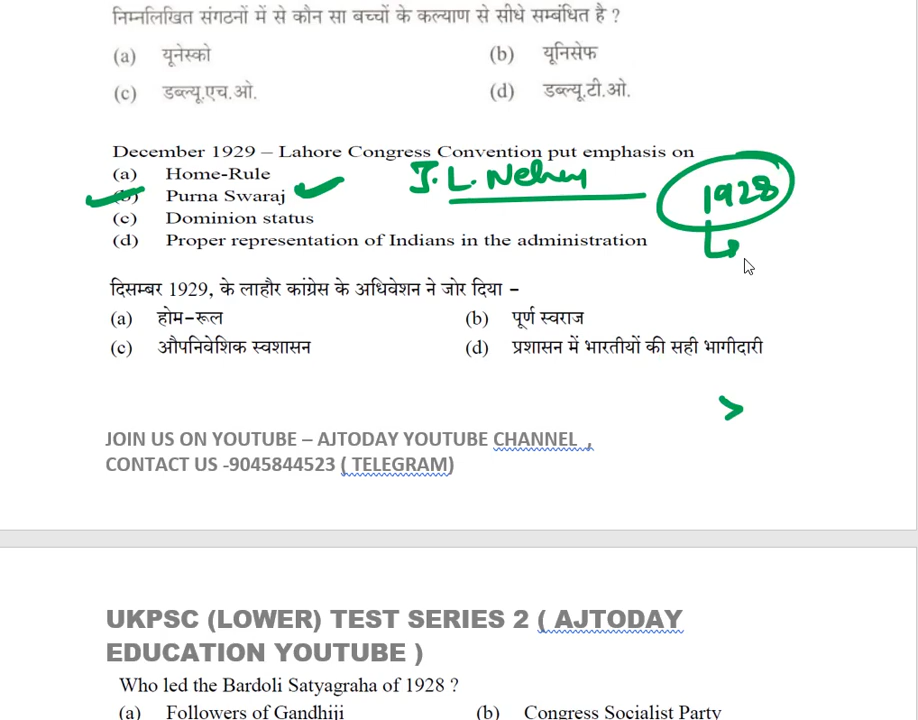 निम्नलिखित संगठनों में से कौन सा बच्चों के कल्याण से सीधे सम्बंधित है ?
(a) यूनेस्को (b) यूनिसेफ
(c) डब्ल्यू.एच.ओ. (d) डब्ल्यू.टी.ओ.
December 1929 – Lahore Congress Convention put emphasis on
(a) Home-Rule
J. L. Nehru
(b) Purna Swaraj
1928
(c) Dominion status
(d) Proper representation of Indians in the administration
दिसम्बर 1929, के लाहौर कांग्रेस के अधिवेशन ने जोर दिया –
(a) होम-रूल (b) पूर्ण स्वराज
(c) औपनिवेशिक स्वशासन (d) प्रशासन में भारतीयों की सही भागीदारी
JOIN US ON YOUTUBE – AJTODAY YOUTUBE CHANNEL ,
CONTACT US -9045844523 ( TELEGRAM)
UKPSC (LOWER) TEST SERIES 2 ( AJTODAY
EDUCATION YOUTUBE )
Who led the Bardoli Satyagraha of 1928 ?
(a) Followers of Gandhiji (b) Congress Socialist Party